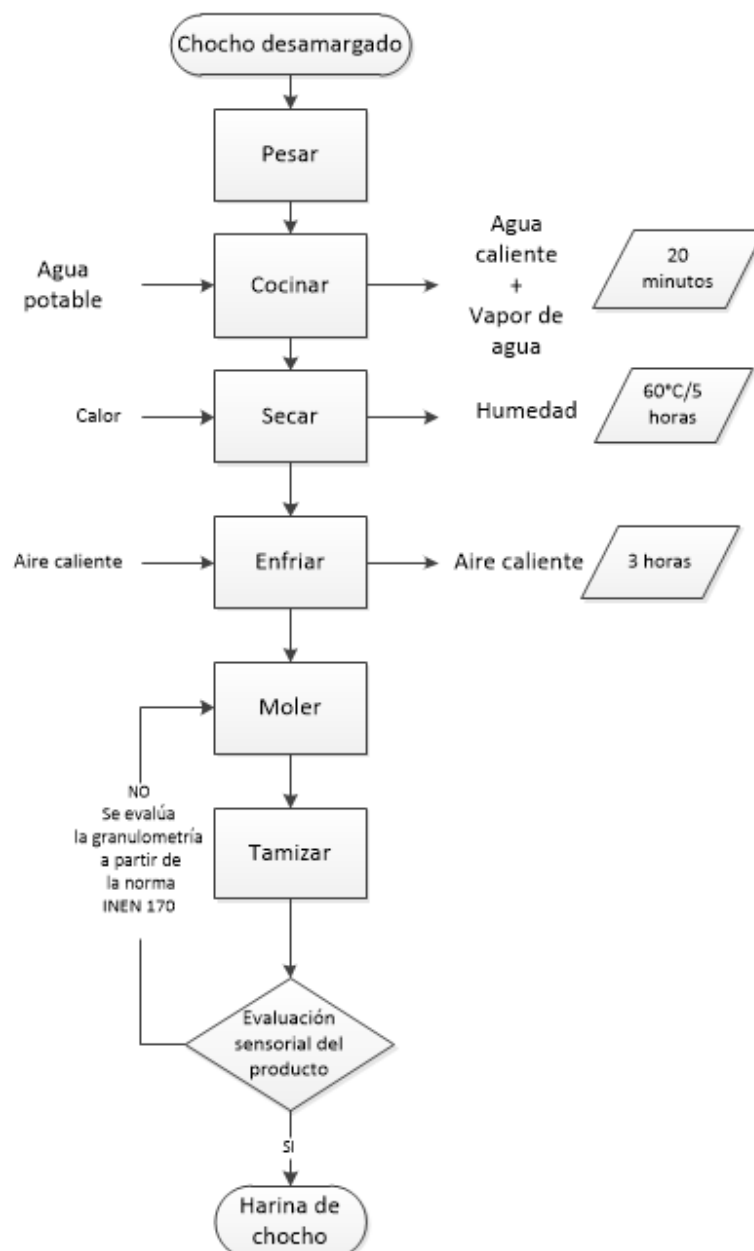 Chocho desamargado
Pesar
Agua
potable
Cocinar
Agua
caliente
+
Vapor de
agua
20
minutos
Calor
Secar
Humedad
60°C/5
horas
Aire caliente
Enfriar
Aire caliente
3 horas
Moler
NO
Se evalúa
la granulometría
a partir de
la norma
INEN 170
Tamizar
Evaluación
sensorial del
producto
SI
Harina de
chocho